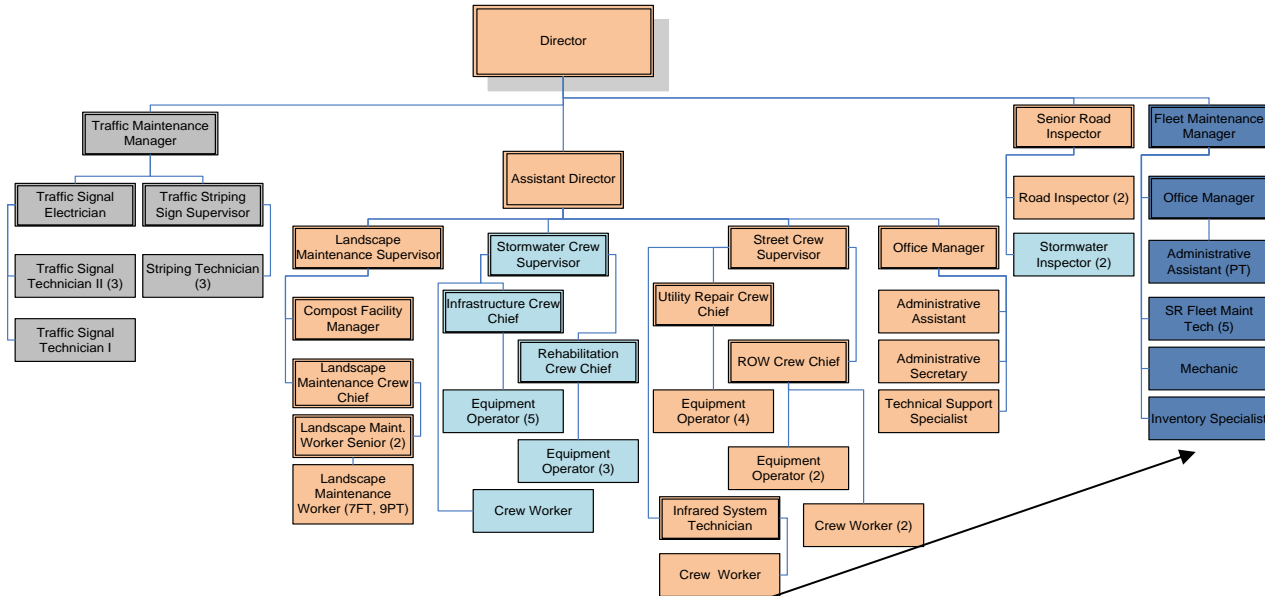 Director
Traffic Maintenance
Manager
Senior Road
Inspector
Fleet Maintenance
Manager
Assistant Director
Traffic Signal
Electrician
Traffic Striping
Sign Supervisor
Road Inspector (2)
Office Manager
Landscape
Maintenance Supervisor
Stormwater Crew
Supervisor
Street Crew
Supervisor
Office Manager
Stormwater
Inspector (2)
Traffic Signal
Technician II (3)
Striping Technician
(3)
Administrative
Assistant (PT)
Compost Facility
Manager
Infrastructure Crew
Chief
Utility Repair Crew
Chief
Administrative
Assistant
SR Fleet Maint
Tech (5)
Traffic Signal
Technician I
Rehabilitation
Crew Chief
ROW Crew Chief
Administrative
Secretary
Mechanic
Landscape
Maintenance Crew
Chief
Equipment
Operator (5)
Equipment
Operator (4)
Technical Support
Specialist
Inventory Specialist
Landscape Maint.
Worker Senior (2)
Equipment
Operator (3)
Equipment
Operator (2)
Landscape
Maintenance
Worker (7FT, 9PT)
Crew Worker
Infrared System
Technician
Crew Worker (2)
Crew  Worker